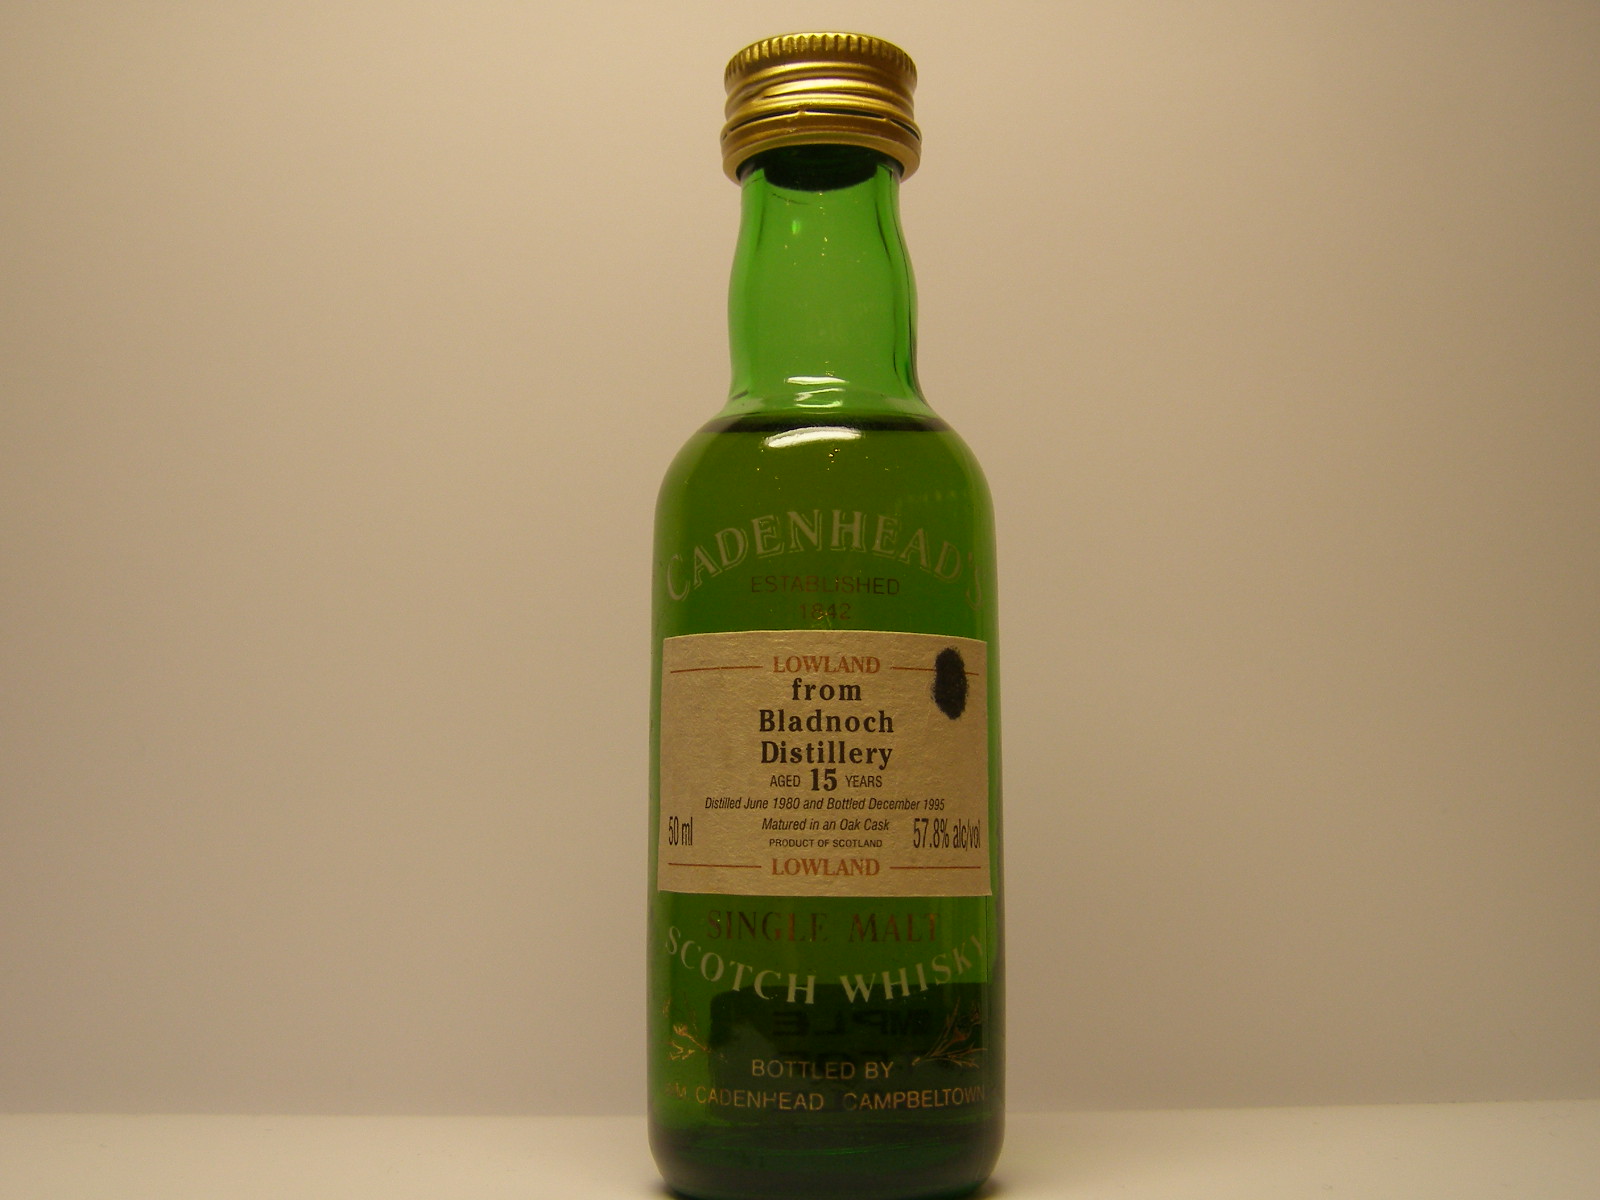 CADENHEAD'S
ESTABLISHED
1842
LOWLAND
from
Bladnoch
Distillery
AGED 15 YEARS
Distilled June 1980 and Bottled December 1995
50 ml Matured in an Oak Cask 57.8% alc/vol
PRODUCT OF SCOTLAND
LOWLAND
SINGLE MALT
SCOTCH WHISKY
BOTTLED BY
CADENHEAD CAMPBELTOWN